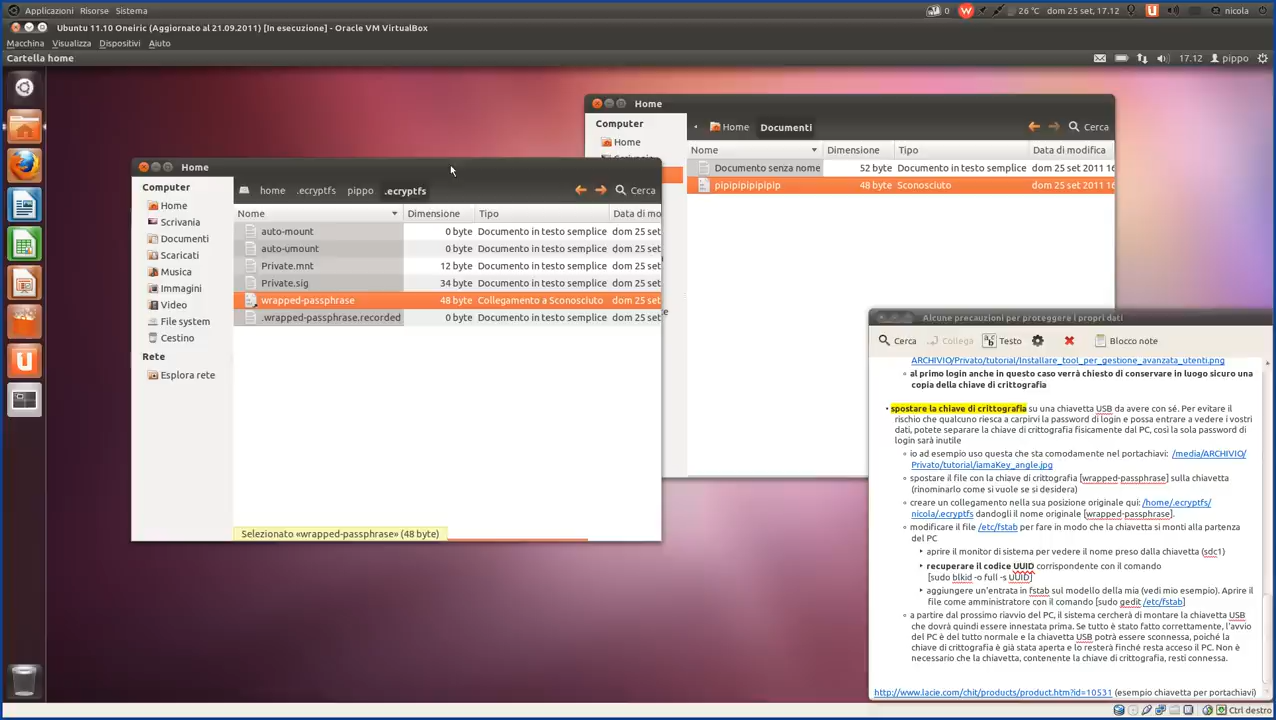 Applicazioni Risorse Sistema
0
26 °C dom 25 set, 17.12 nicola
Ubuntu 11.10 Oneiric (Aggiornato al 21.09.2011) [In esecuzione] - Oracle VM VirtualBox
Macchina Visualizza Dispositivi Aiuto
Cartella home
17.12 pippo
Home
Computer
Home
Home Documenti
Cerca
Nome Dimensione Tipo Data di modifica
Documento senza nome 52 byte Documento in testo semplice dom 25 set 2011 16
pipipipipipip 48 byte Sconosciuto dom 25 set 2011 16
Home
Computer
Home
Scrivania
Documenti
Scaricati
Musica
Immagini
Video
File system
Cestino
Rete
Esplora rete
home .ecryptfs pippo .ecryptfs
Cerca
Nome Dimensione Tipo Data di mo
auto-mount 0 byte Documento in testo semplice dom 25 set
auto-umount 0 byte Documento in testo semplice dom 25 set
Private.mnt 12 byte Documento in testo semplice dom 25 set
Private.sig 34 byte Documento in testo semplice dom 25 set
wrapped-passphrase 48 byte Collegamento a Sconosciuto dom 25 set
.wrapped-passphrase.recorded 0 byte Documento in testo semplice dom 25 set
Selezionato «wrapped-passphrase» (48 byte)
Alcune precauzioni per proteggere i propri dati
Cerca Collega Testo Blocco note
ARCHIVIO/Privato/tutorial/Installare_tool_per_gestione_avanzata_utenti.png
◦ al primo login anche in questo caso verrà chiesto di conservare in luogo sicuro una
copia della chiave di crittografia
• spostare la chiave di crittografia su una chiavetta USB da avere con sé. Per evitare il
rischio che qualcuno riesca a carpirvi la password di login e possa entrare a vedere i vostri
dati, potete separare la chiave di crittografia fisicamente dal PC, così la sola password di
login sarà inutile
◦ io ad esempio uso questa che sta comodamente nel portachiavi: /media/ARCHIVIO/
Privato/tutorial/iamaKey_angle.jpg
◦ spostare il file con la chiave di crittografia [wrapped-passphrase] sulla chiavetta
(rinominarlo come si vuole se si desidera)
◦ creare un collegamento nella sua posizione originale qui: /home/.ecryptfs/
nicola/.ecryptfs dandogli il nome originale [wrapped-passphrase].
◦ modificare il file /etc/fstab per fare in modo che la chiavetta si monti alla partenza
del PC
‣ aprire il monitor di sistema per vedere il nome preso dalla chiavetta (sdc1)
‣ recuperare il codice UUID corrispondente con il comando
[sudo blkid -o full -s UUID]
‣ aggiungere un'entrata in fstab sul modello della mia (vedi mio esempio). Aprire il
file come amministratore con il comando [sudo gedit /etc/fstab]
◦ a partire dal prossimo riavvio del PC, il sistema cercherà di montare la chiavetta USB
che dovrà quindi essere innestata prima. Se tutto è stato fatto correttamente, l'avvio
del PC è del tutto normale e la chiavetta USB potrà essere sconnessa, poiché la
chiave di crittografia è già stata aperta e lo resterà finché resta acceso il PC. Non è
necessario che la chiavetta, contenente la chiave di crittografia, resti connessa.
http://www.lacie.com/chit/products/product.htm?id=10531 (esempio chiavetta per portachiavi)
Ctrl destro